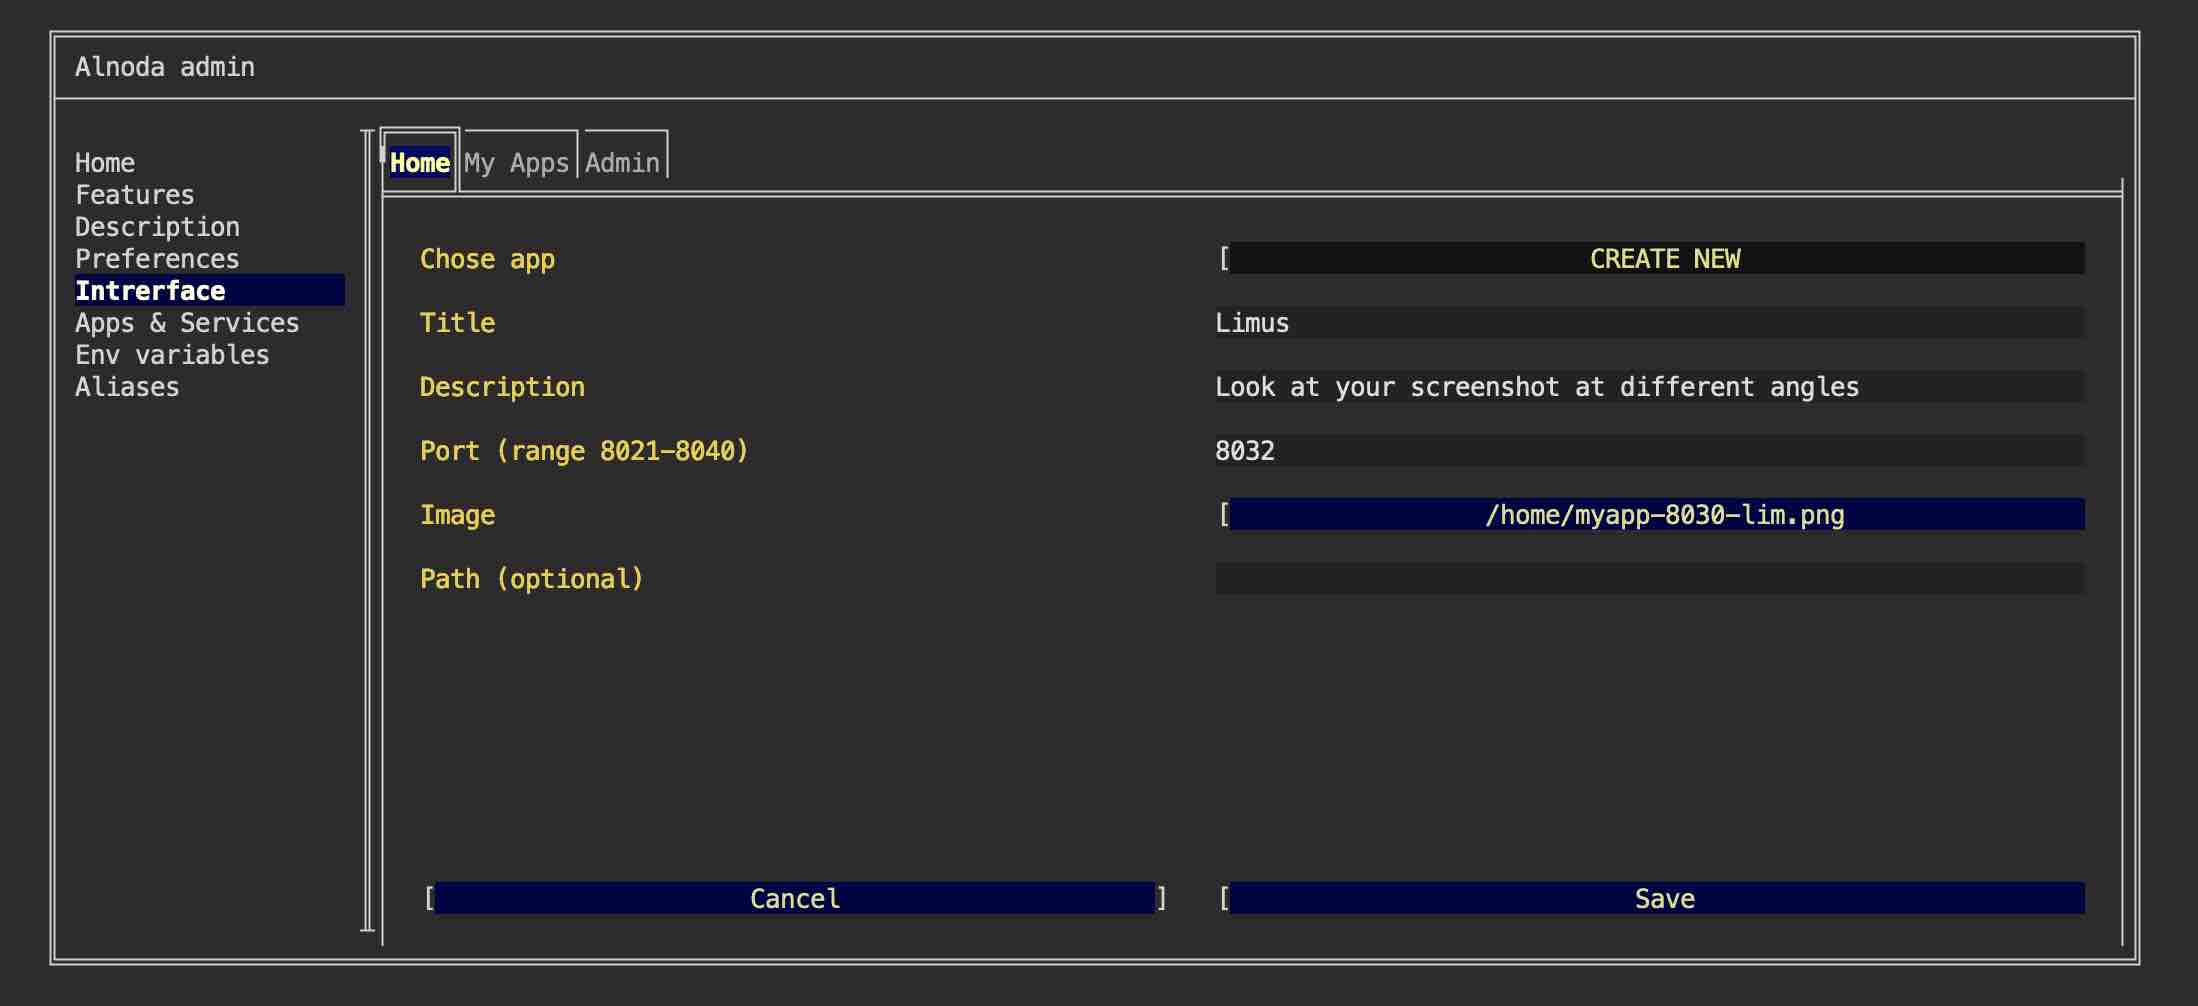 Alnoda admin
Home
Features
Description
Preferences
Intrerface
Apps & Services
Env variables
Aliases
Home My Apps Admin
Chose app [ CREATE NEW
Title Limus
Description Look at your screenshot at different angles
Port (range 8021-8040) 8032
Image [ /home/myapp-8030-lim.png
Path (optional)
[ Cancel ] [ Save